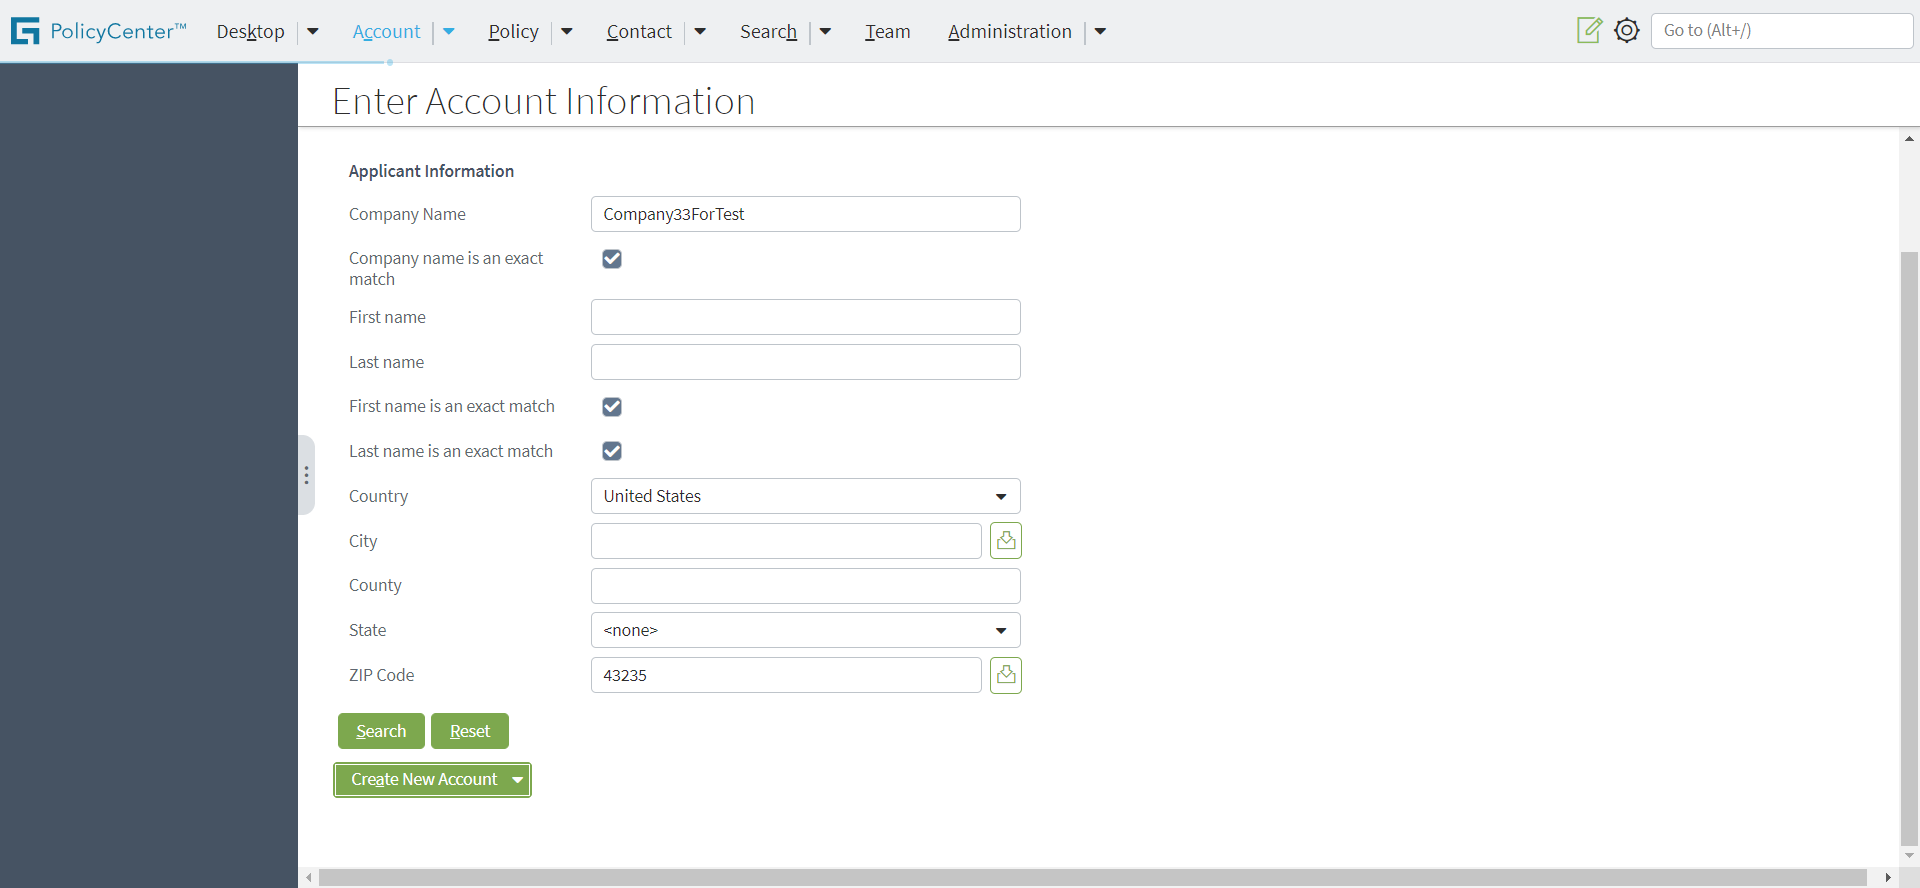 PolicyCenter™ Desktop Account Policy Contact Search Team Administration Go to (Alt+/)
Enter Account Information
Applicant Information
Company Name Company33ForTest
Company name is an exact
match
First name
Last name
First name is an exact match
Last name is an exact match
Country United States
City
County
State <none>
ZIP Code 43235
Search Reset
Create New Account